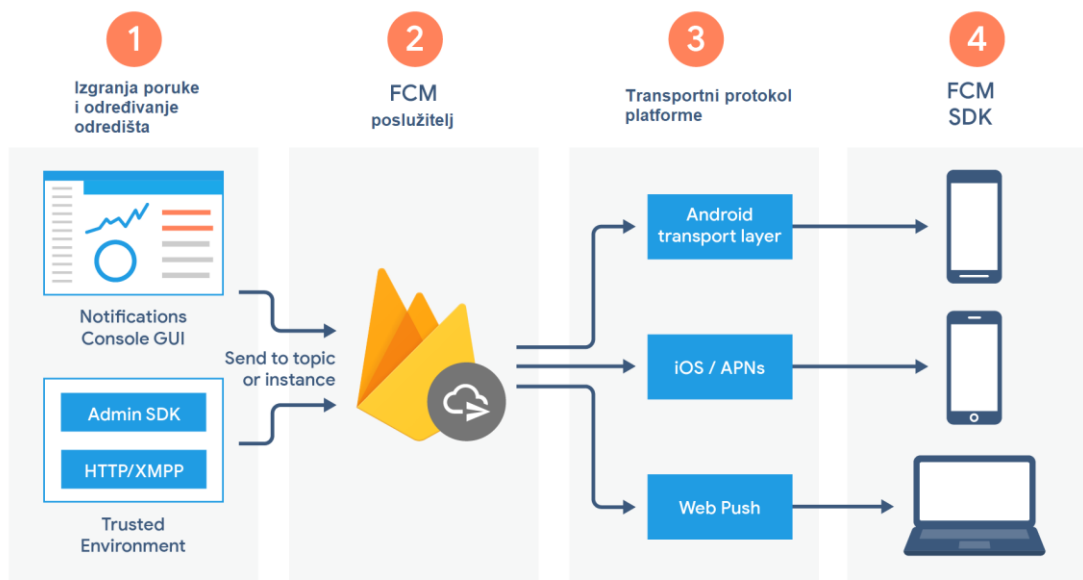 1
Izgranja poruke
i određivanje
odredišta
2
FCM
poslužitelj
3
Transportni protokol
platforme
4
FCM
SDK
Notifications
Console GUI
Admin SDK
HTTP/XMPP
Trusted
Environment
Send to topic
or instance
Android
transport layer
iOS / APNs
Web Push